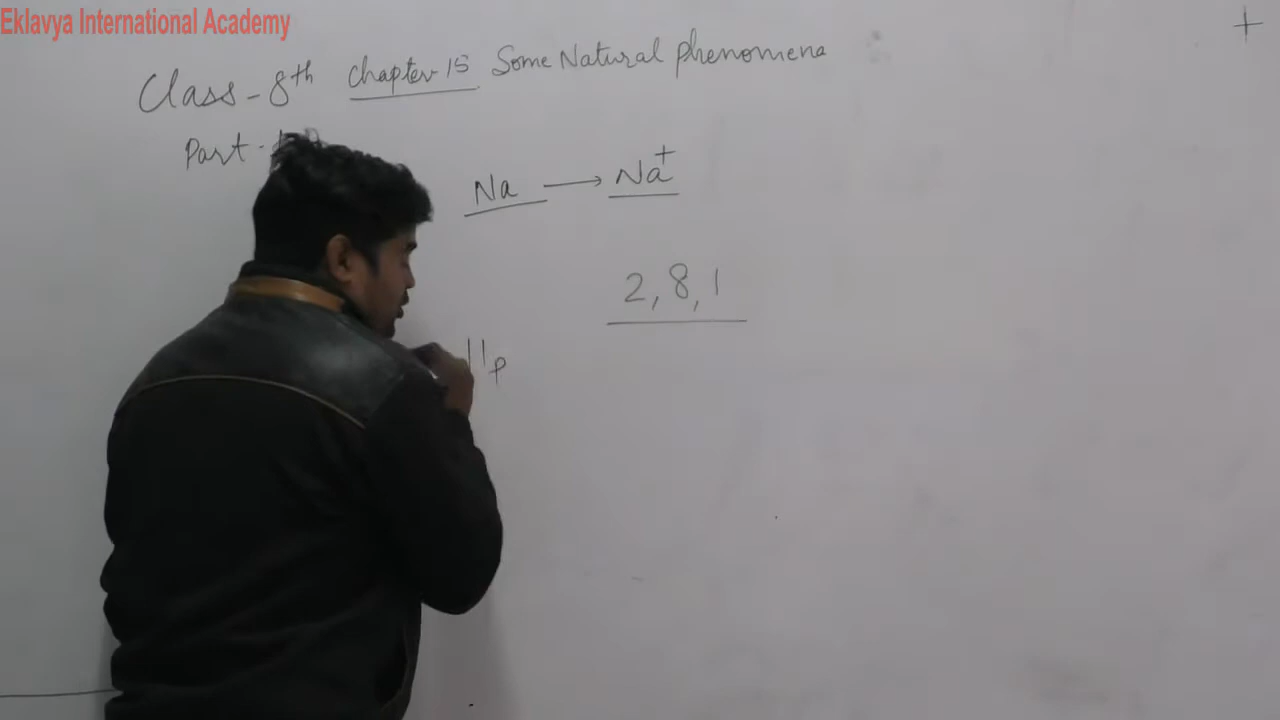 Eklavya International Academy
+
Class - 8th Chapter 15 Some Natural Phenomena
Part -
Na → Na⁺
2, 8, 1
11p